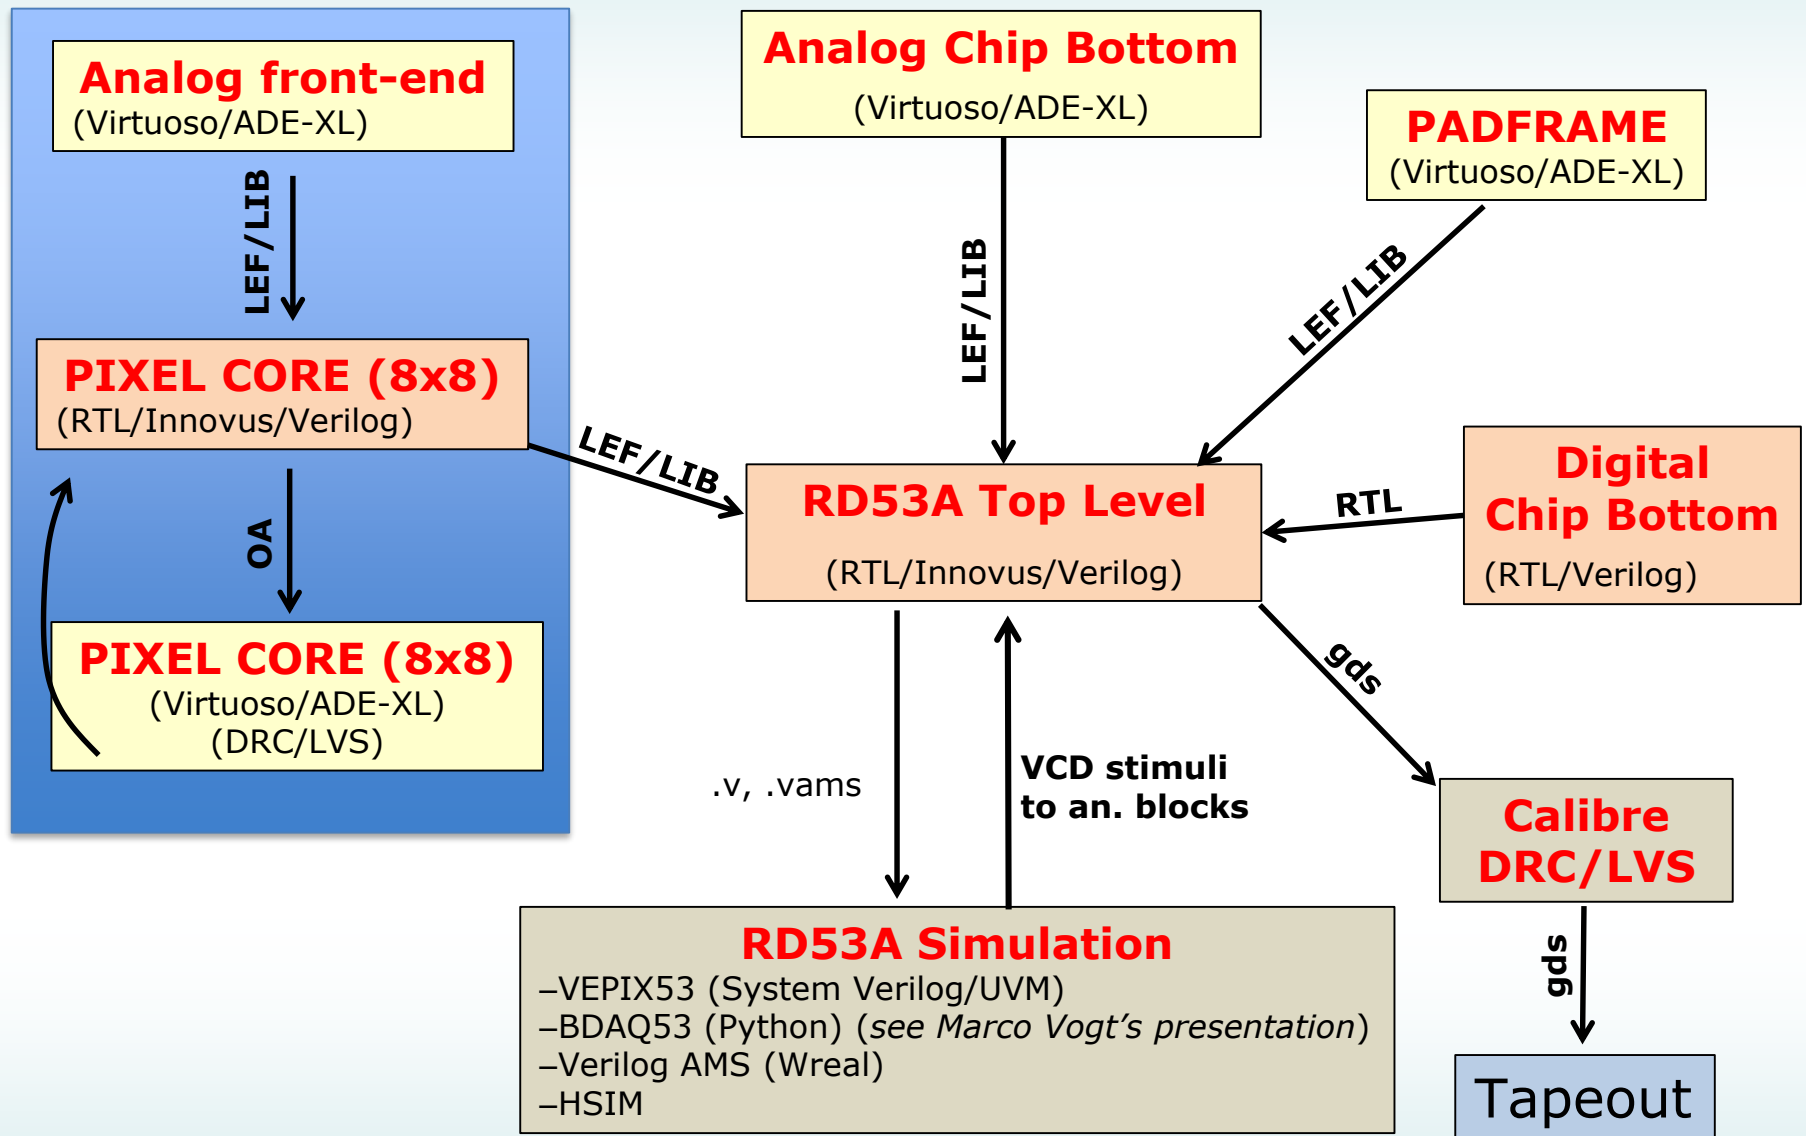 Analog front-end
(Virtuoso/ADE-XL)
LEF/LIB
PIXEL CORE (8x8)
(RTL/Innovus/Verilog)
OA
PIXEL CORE (8x8)
(Virtuoso/ADE-XL)
(DRC/LVS)
LEF/LIB
Analog Chip Bottom
(Virtuoso/ADE-XL)
LEF/LIB
PADFRAME
(Virtuoso/ADE-XL)
LEF/LIB
RD53A Top Level
(RTL/Innovus/Verilog)
RTL
Digital
Chip Bottom
(RTL/Verilog)
.v, .vams
VCD stimuli
to an. blocks
gds
Calibre
DRC/LVS
gds
Tapeout
RD53A Simulation
–VEPIX53 (System Verilog/UVM)
–BDAQ53 (Python) (see Marco Vogt’s presentation)
–Verilog AMS (Wreal)
–HSIM